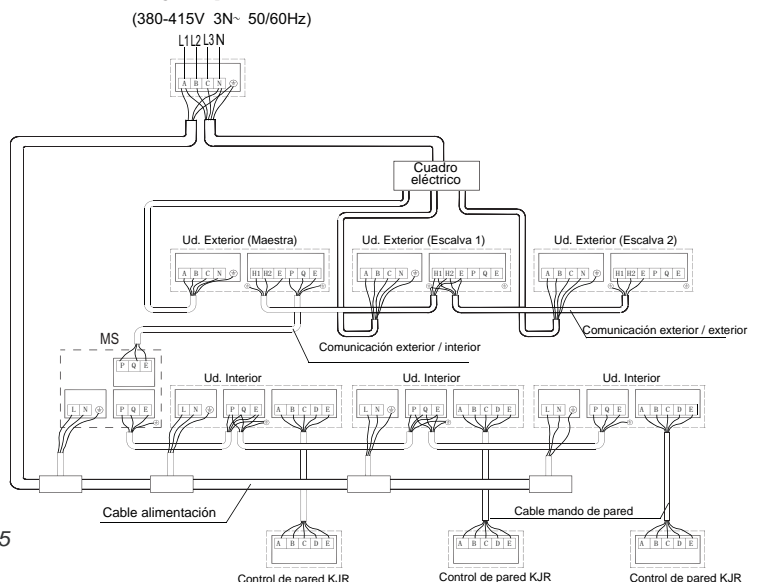 (380-415V 3N~ 50/60Hz)
L1 L2 L3 N
A B C N
Cuadro
eléctrico
Ud. Exterior (Maestra)
Ud. Exterior (Escalva 1)
Ud. Exterior (Escalva 2)
A B C N
H1 H2 E P Q E
A B C N
H1 H2 E P Q E
A B C N
H1 H2 E P Q E
Comunicación exterior / exterior
Comunicación exterior / interior
MS
P Q E
Ud. Interior
Ud. Interior
Ud. Interior
L N
P Q E
L N
P Q E
A B C D E
L N
P Q E
A B C D E
L N
P Q E
A B C D E
Cable alimentación
Cable mando de pared
5
A B C D E
A B C D E
A B C D E
Control de pared KJR
Control de pared KJR
Control de pared KJR